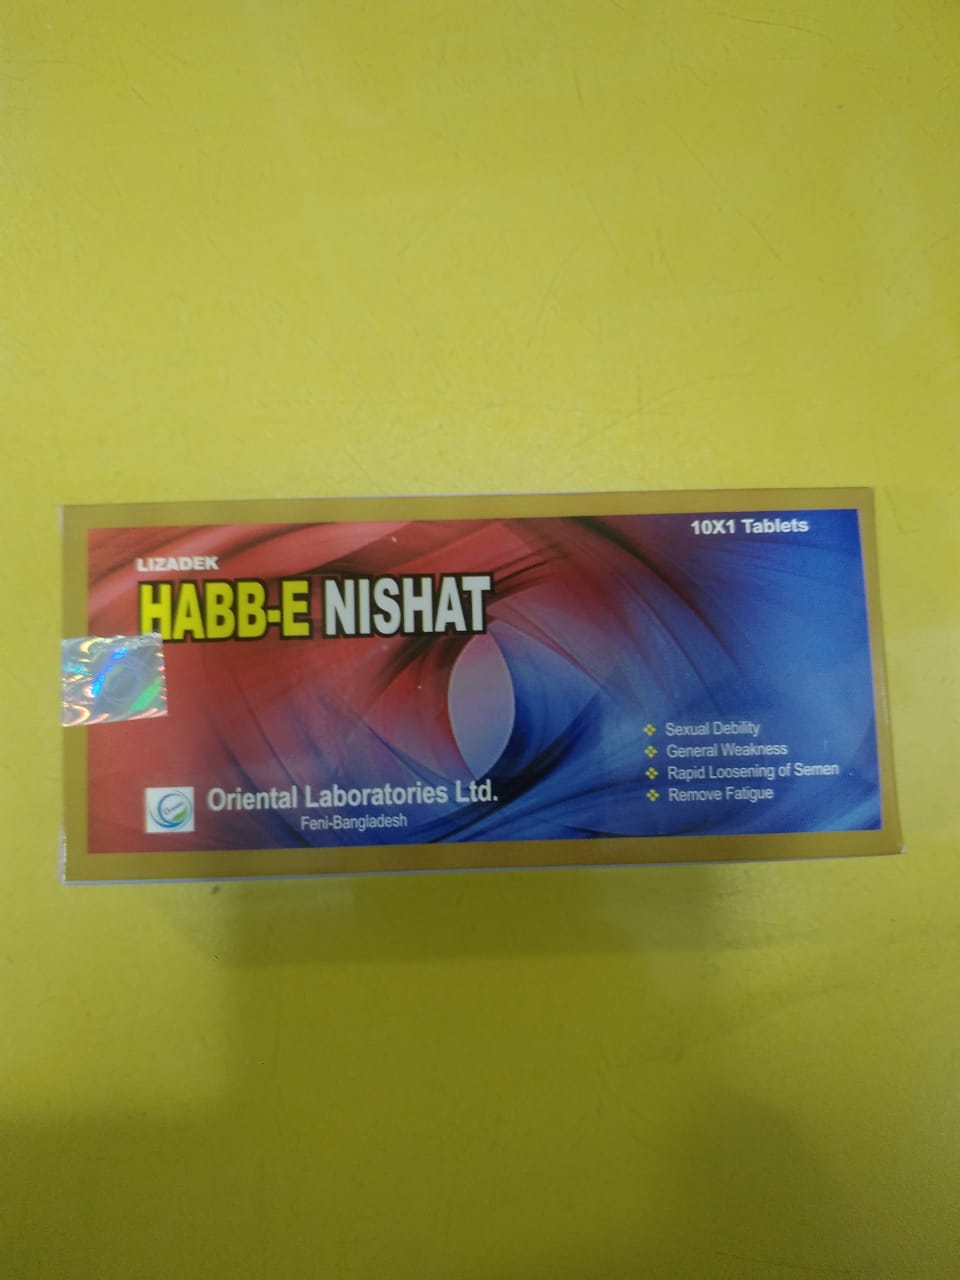 10X1 Tablets
LIZADEK
HABB-E NISHAT
Sexual Debility
General Weakness
Rapid Loosening of Semen
Remove Fatigue
Oriental Laboratories Ltd.
Feni-Bangladesh